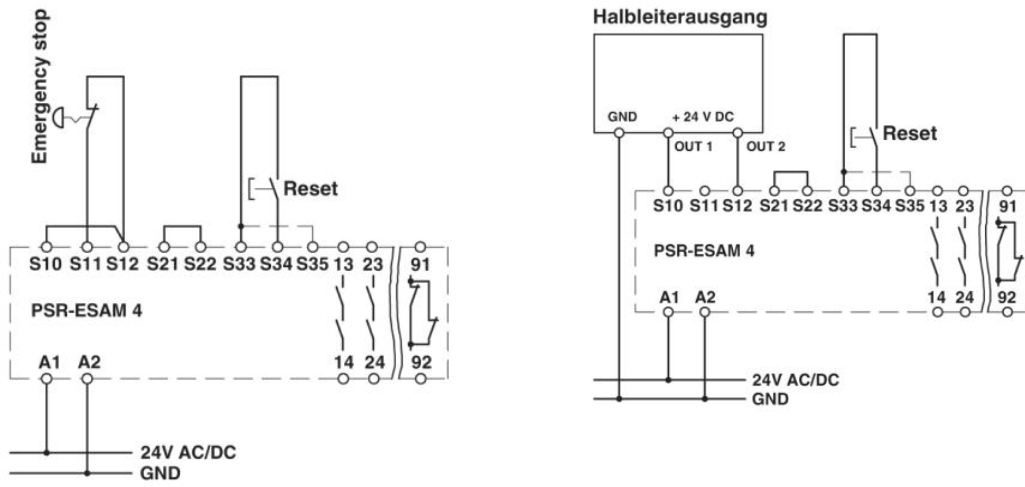 Emergency stop
Reset
S10 S11 S12 S21 S22 S33 S34 S35 13 23 91
PSR-ESAM 4
A1 A2 14 24 92
24V AC/DC
GND
Halbleiterausgang
GND + 24 V DC
OUT 1 OUT 2
Reset
S10 S11 S12 S21 S22 S33 S34 S35 13 23 91
PSR-ESAM 4
A1 A2 14 24 92
24V AC/DC
GND